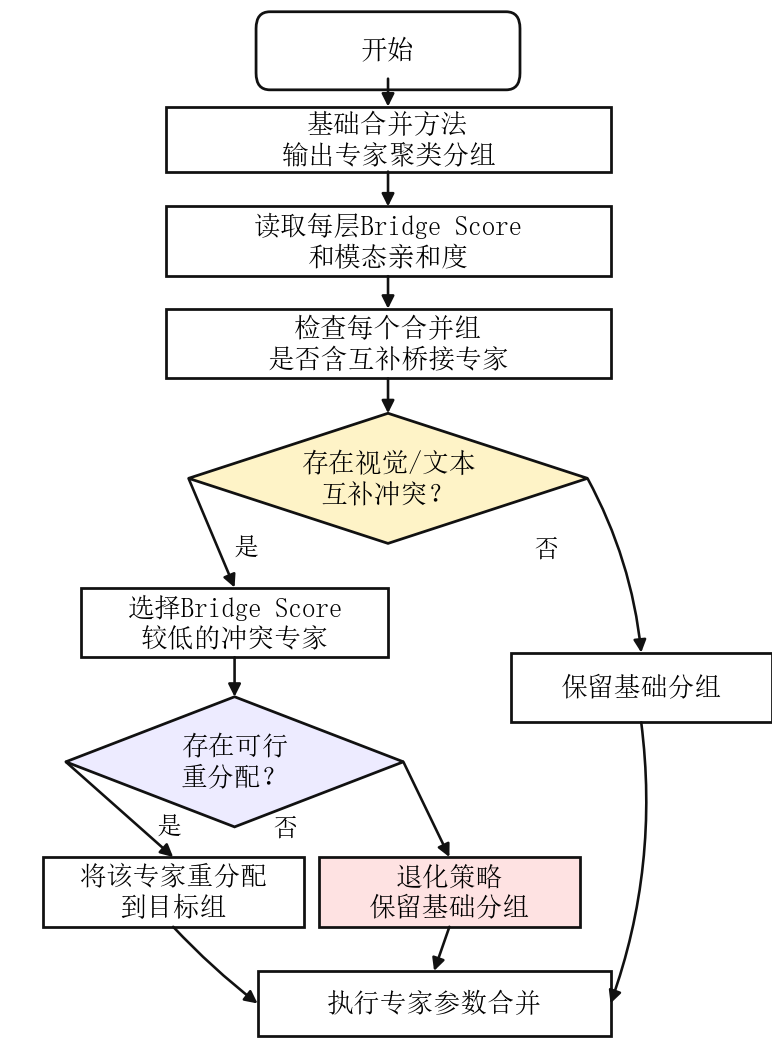 开始
基础合并方法
输出专家聚类分组
读取每层Bridge Score
和模态亲和度
检查每个合并组
是否含互补桥接专家
存在视觉/文本
互补冲突？
是
否
选择Bridge Score
较低的冲突专家
保留基础分组
存在可行
重分配？
是
否
将该专家重分配
到目标组
退化策略
保留基础分组
执行专家参数合并